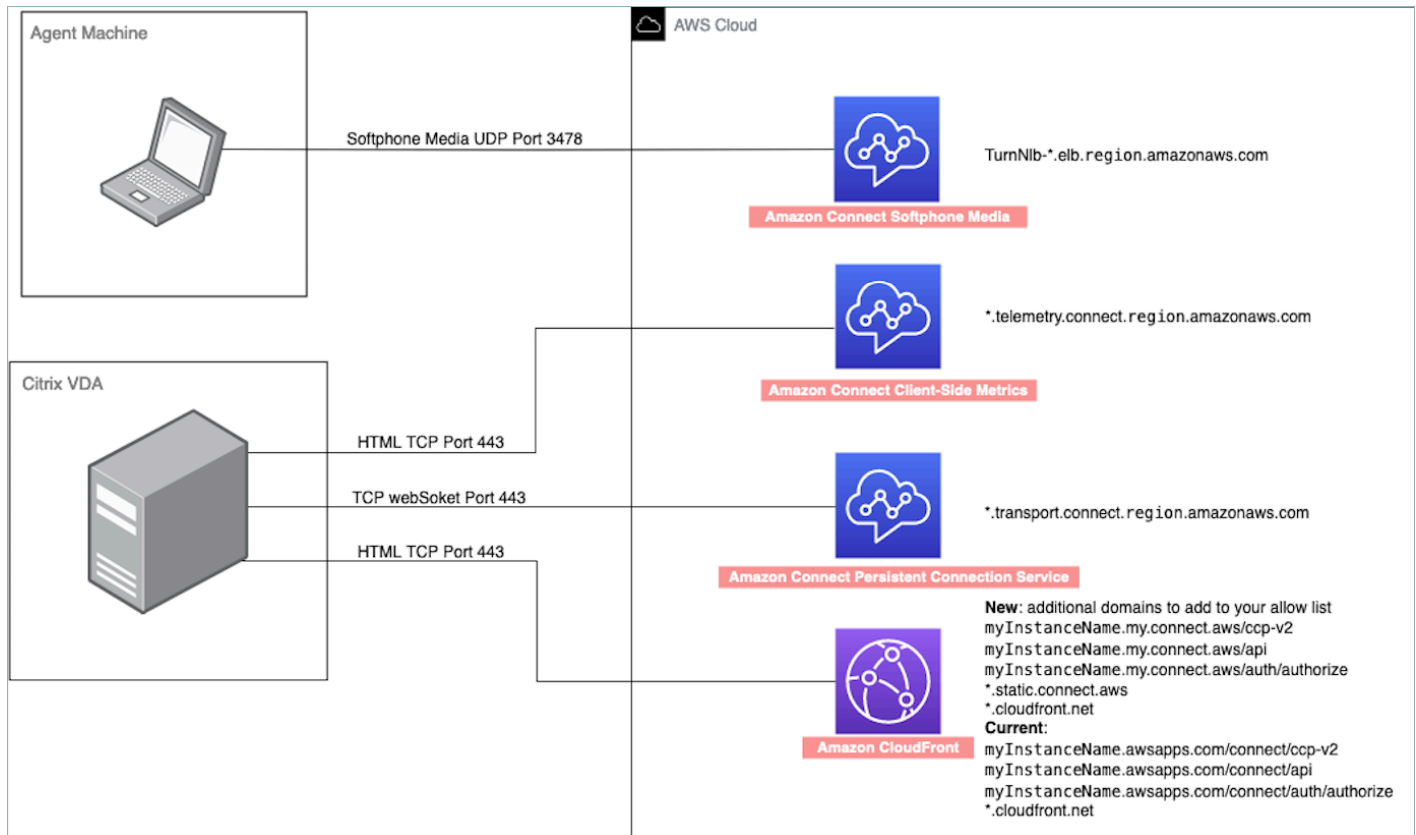 Agent Machine
AWS Cloud
Softphone Media UDP Port 3478
TurnNlb-*.elb.region.amazonaws.com
Amazon Connect Softphone Media
*.telemetry.connect.region.amazonaws.com
Amazon Connect Client-Side Metrics
Citrix VDA
HTML TCP Port 443
TCP webSoket Port 443
HTML TCP Port 443
*.transport.connect.region.amazonaws.com
Amazon Connect Persistent Connection Service
New: additional domains to add to your allow list
myInstanceName.my.connect.aws/ccp-v2
myInstanceName.my.connect.aws/api
myInstanceName.my.connect.aws/auth/authorize
*.static.connect.aws
*.cloudfront.net
Current:
myInstanceName.awsapps.com/connect/ccp-v2
myInstanceName.awsapps.com/connect/api
myInstanceName.awsapps.com/connect/auth/authorize
*.cloudfront.net
Amazon CloudFront